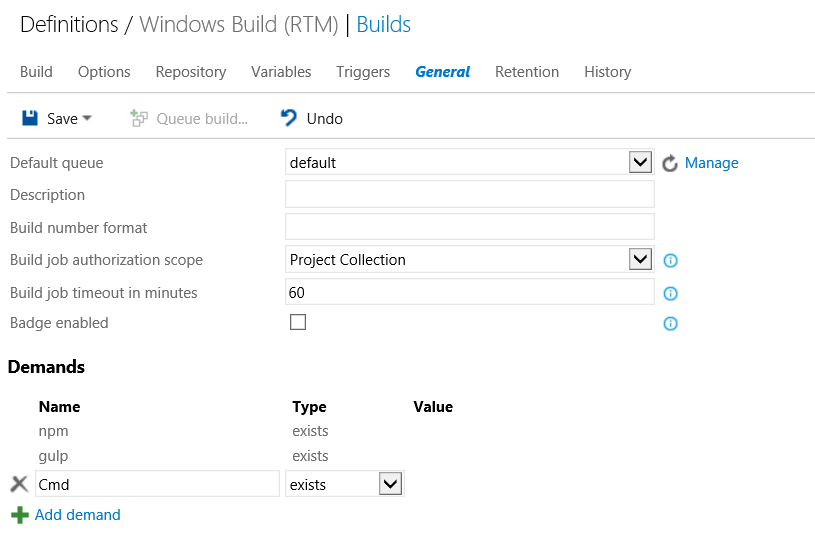 Definitions / Windows Build (RTM) | Builds
Build Options Repository Variables Triggers General Retention History
Save Queue build... Undo
Default queue default Manage
Description
Build number format
Build job authorization scope Project Collection
Build job timeout in minutes 60
Badge enabled
Demands
Name Type Value
npm exists
gulp exists
Cmd exists
Add demand